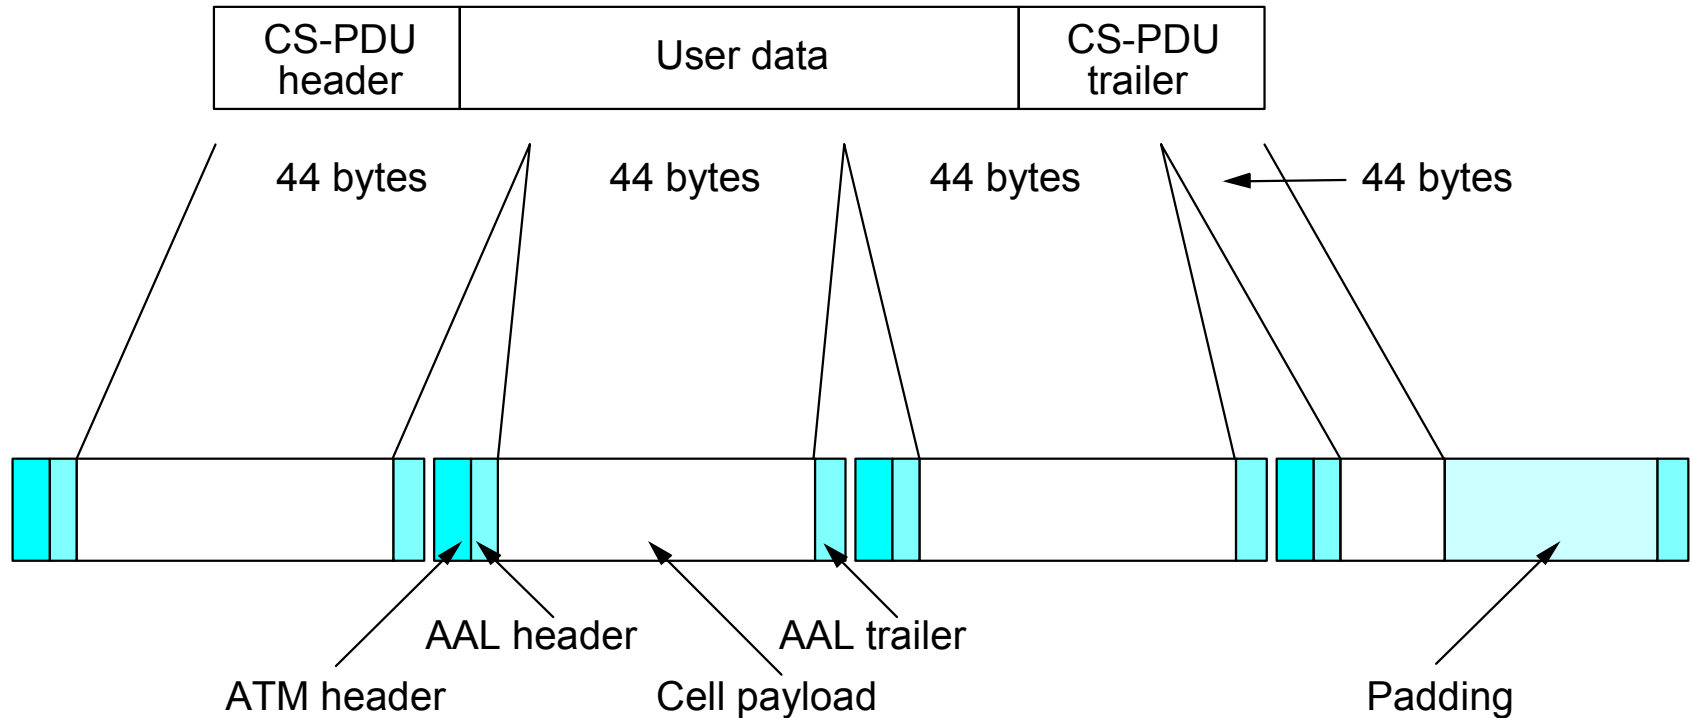 CS-PDU
header
User data
CS-PDU
trailer
44 bytes
44 bytes
44 bytes
44 bytes
AAL header
AAL trailer
ATM header
Cell payload
Padding